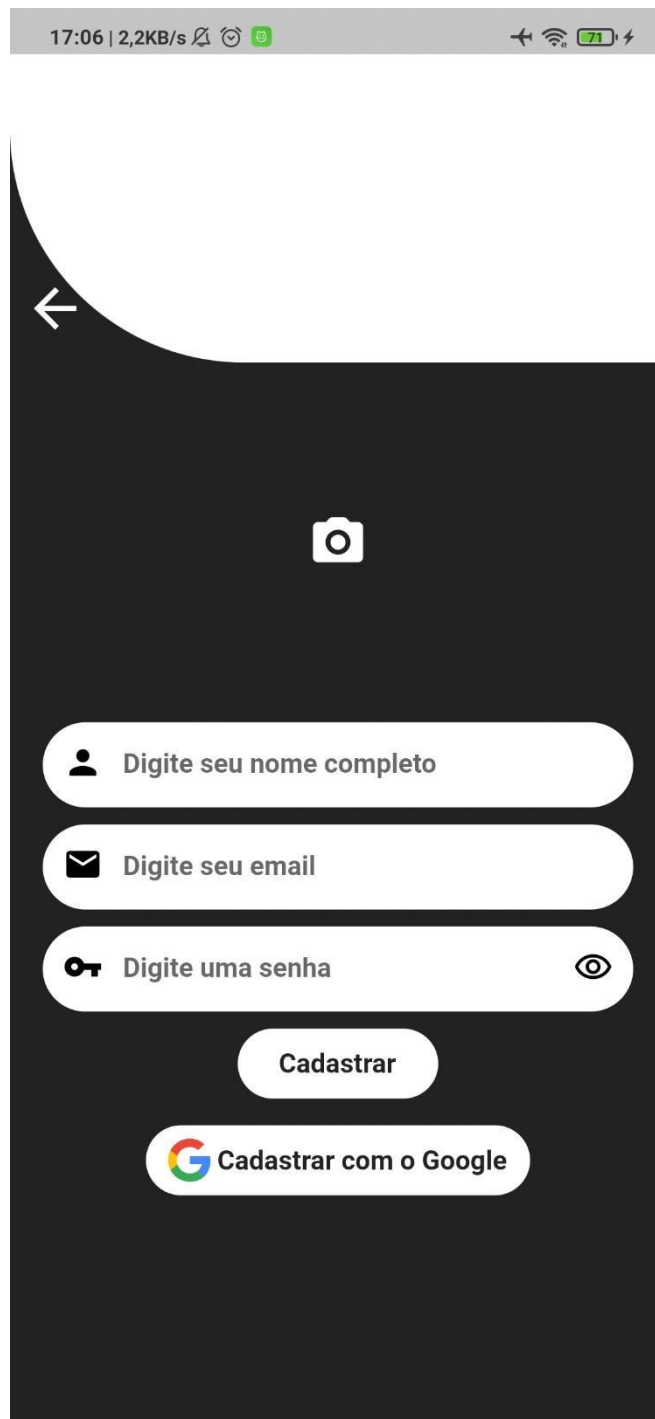 17:06 | 2,2KB/s
71
Digite seu nome completo
Digite seu email
Digite uma senha
Cadastrar
Cadastrar com o Google